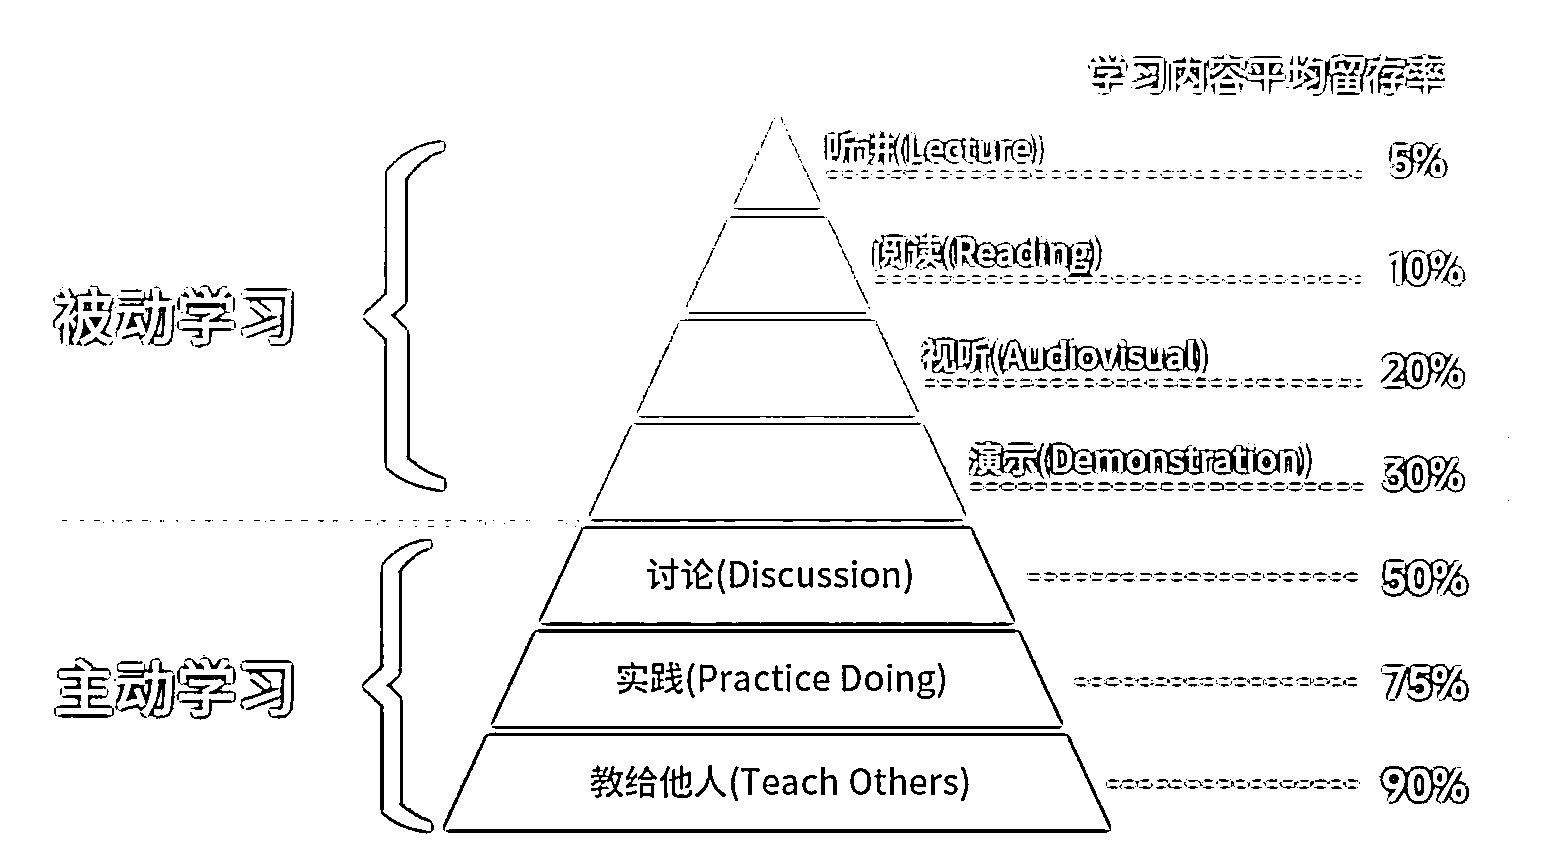 学习内容平均留存率
听讲(Lecture)
5%
阅读(Reading)
10%
被动学习
视听(Audiovisual)
20%
演示(Demonstration)
30%
讨论(Discussion)
50%
主动学习
实践(Practice Doing)
75%
教给他人(Teach Others)
90%